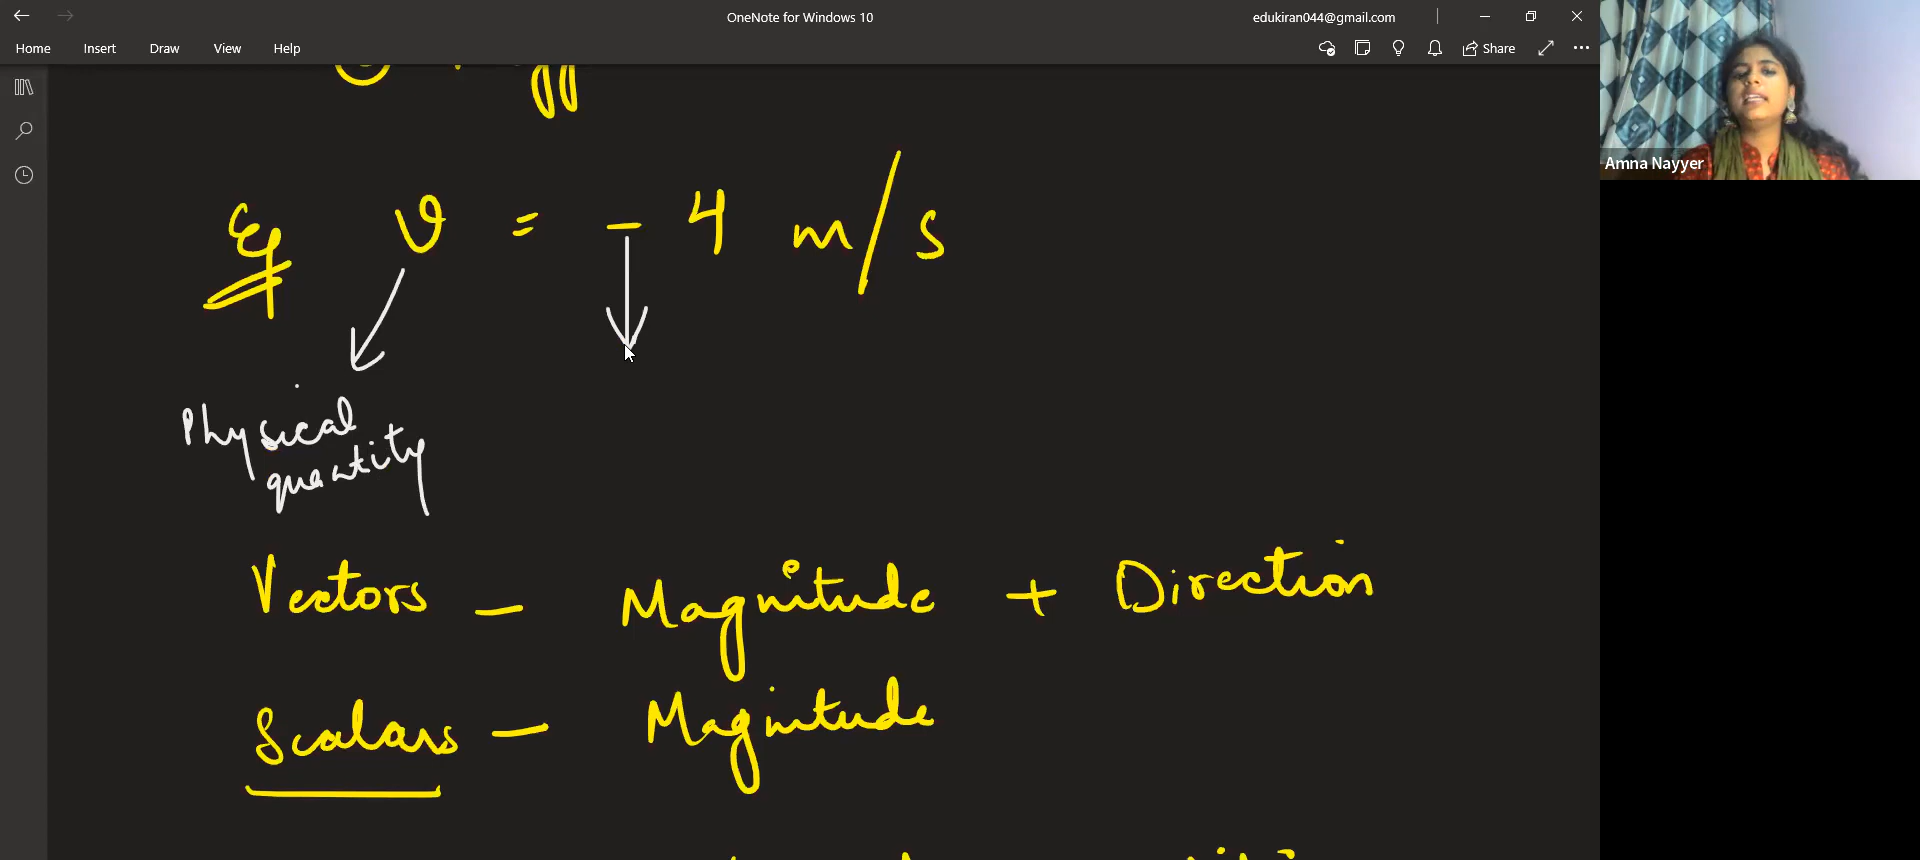 OneNote for Windows 10
edukiran044@gmail.com
Home Insert Draw View Help
Share
Amna Nayyer
Eg v = - 4 m/s
Physical
quantity
Vectors - Magnitude + Direction
Scalars - Magnitude